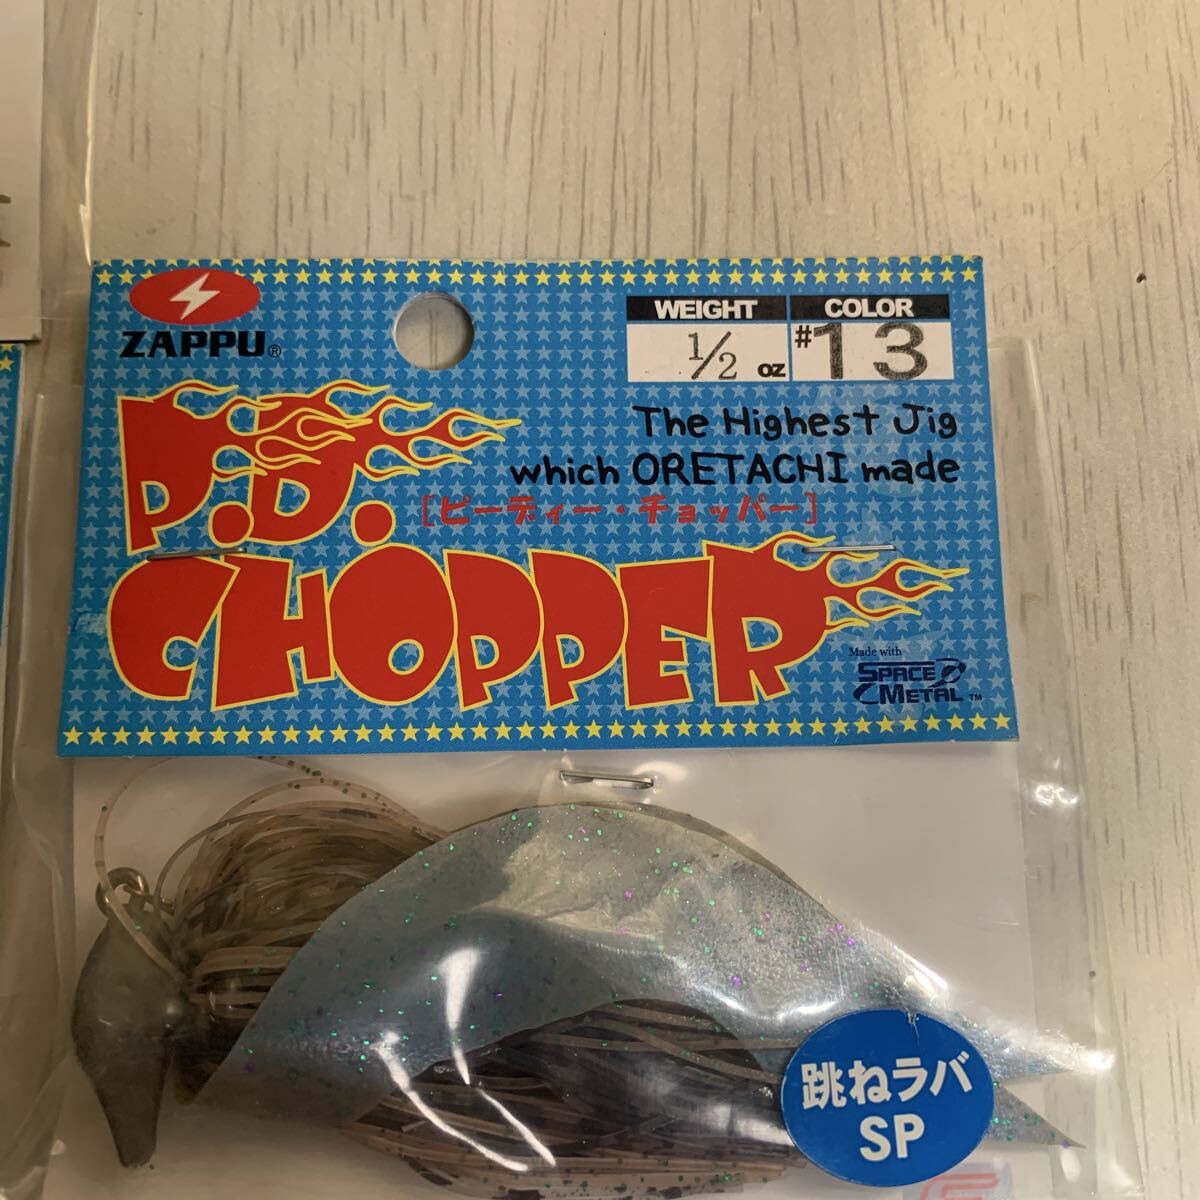 ZAPPU®
WEIGHT
1/2 oz
COLOR
#13
The Highest Jig
which ORETACHI made
P.D.
[ピーディー・チョッパー]
CHOPPER
Made with
SPACE
METAL™
跳ねラバ
SP